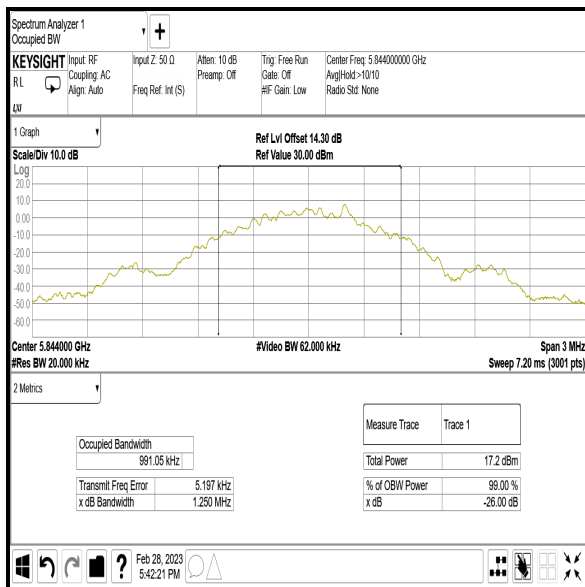 Spectrum Analyzer 1
Occupied BW
KEYSIGHT
RL
LXI
Input: RF
Coupling: AC
Align: Auto
Input Z: 50 Ω
Freq Ref: Int (S)
Atten: 10 dB
Preamp: Off
Trig: Free Run
Gate: Off
#IF Gain: Low
Center Freq: 5.844000000 GHz
Avg|Hold:>10/10
Radio Std: None
1 Graph
Scale/Div 10.0 dB
Ref Lvl Offset 14.30 dB
Ref Value 30.00 dBm
Log
20.0
10.0
0.00
-10.0
-20.0
-30.0
-40.0
-50.0
-60.0
Center 5.844000 GHz
#Res BW 20.000 kHz
#Video BW 62.000 kHz
Span 3 MHz
Sweep 7.20 ms (3001 pts)
2 Metrics
Occupied Bandwidth
991.05 kHz
Transmit Freq Error 5.197 kHz
x dB Bandwidth 1.250 MHz
Measure Trace Trace 1
Total Power 17.2 dBm
% of OBW Power 99.00 %
x dB -26.00 dB
Feb 28, 2023
5:42:21 PM